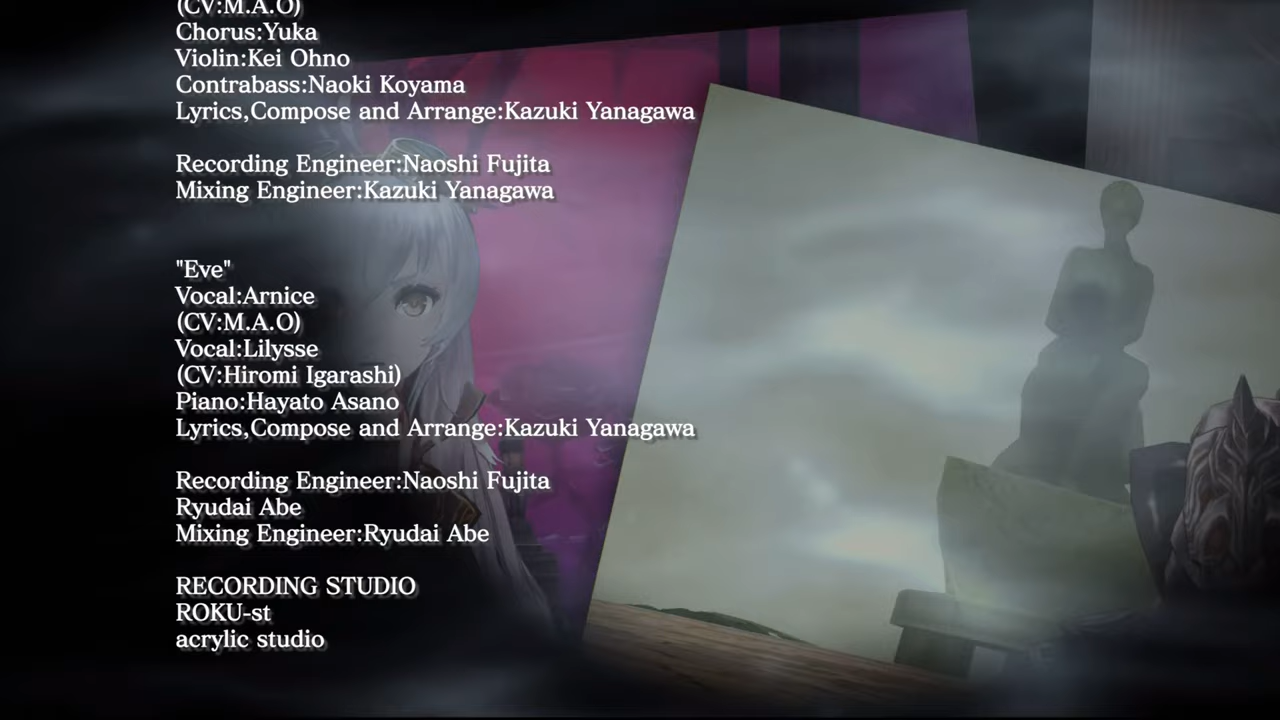 (CV:M.A.O)
Chorus:Yuka
Violin:Kei Ohno
Contrabass:Naoki Koyama
Lyrics,Compose and Arrange:Kazuki Yanagawa
Recording Engineer:Naoshi Fujita
Mixing Engineer:Kazuki Yanagawa
"Eve"
Vocal:Arnice
(CV:M.A.O)
Vocal:Lilysse
(CV:Hiromi Igarashi)
Piano:Hayato Asano
Lyrics,Compose and Arrange:Kazuki Yanagawa
Recording Engineer:Naoshi Fujita
Ryudai Abe
Mixing Engineer:Ryudai Abe
RECORDING STUDIO
ROKU-st
acrylic studio